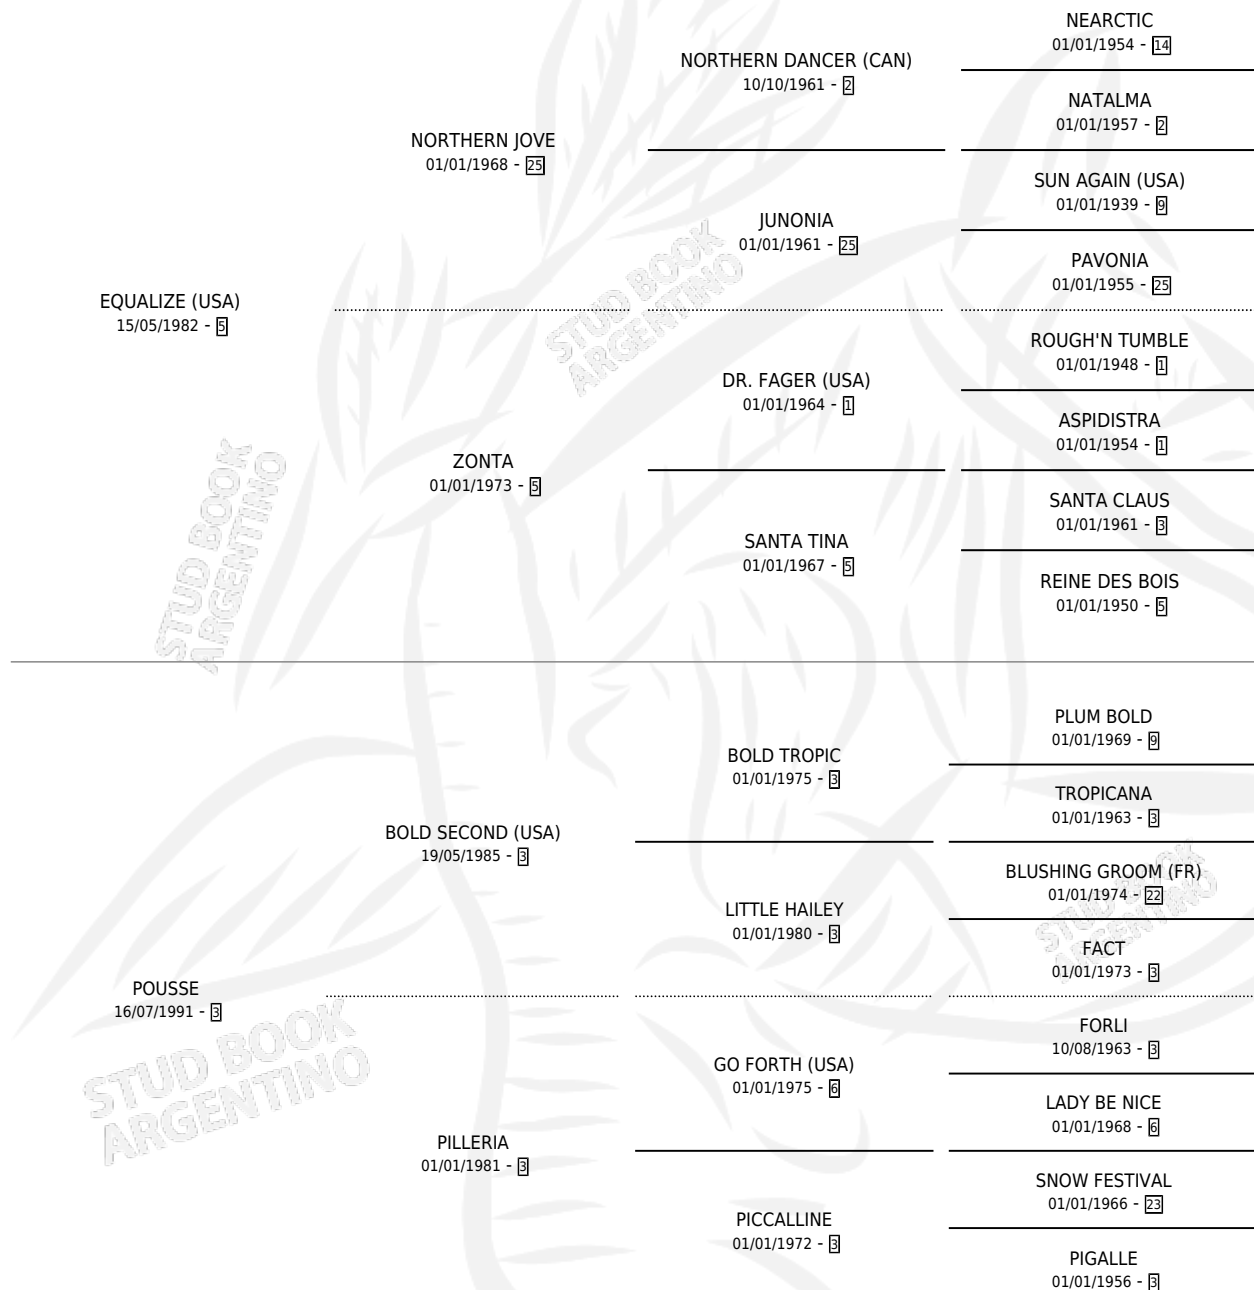 NEARCTIC
01/01/1954 - 14
NORTHERN DANCER (CAN)
10/10/1961 - 2
NATALMA
01/01/1957 - 2
NORTHERN JOVE
01/01/1968 - 25
SUN AGAIN (USA)
01/01/1939 - 9
JUNONIA
01/01/1961 - 25
PAVONIA
01/01/1955 - 25
EQUALIZE (USA)
15/05/1982 - 5
ROUGH'N TUMBLE
01/01/1948 - 1
DR. FAGER (USA)
01/01/1964 - 1
ASPIDISTRA
01/01/1954 - 1
ZONTA
01/01/1973 - 5
SANTA CLAUS
01/01/1961 - 3
SANTA TINA
01/01/1967 - 5
REINE DES BOIS
01/01/1950 - 5
PLUM BOLD
01/01/1969 - 9
BOLD TROPIC
01/01/1975 - 3
TROPICANA
01/01/1963 - 3
BOLD SECOND (USA)
19/05/1985 - 3
BLUSHING GROOM (FR)
01/01/1974 - 22
LITTLE HAILEY
01/01/1980 - 3
FACT
01/01/1973 - 3
POUSSE
16/07/1991 - 3
FORLI
10/08/1963 - 3
GO FORTH (USA)
01/01/1975 - 6
LADY BE NICE
01/01/1968 - 6
PILLERIA
01/01/1981 - 3
SNOW FESTIVAL
01/01/1966 - 23
PICCALLINE
01/01/1972 - 3
PIGALLE
01/01/1956 - 3
STUD BOOK
ARGENTINO
STUD BOOK
ARGENTINO
STUD BOOK
ARGENTINO
STUD BOOK
ARGENTINO